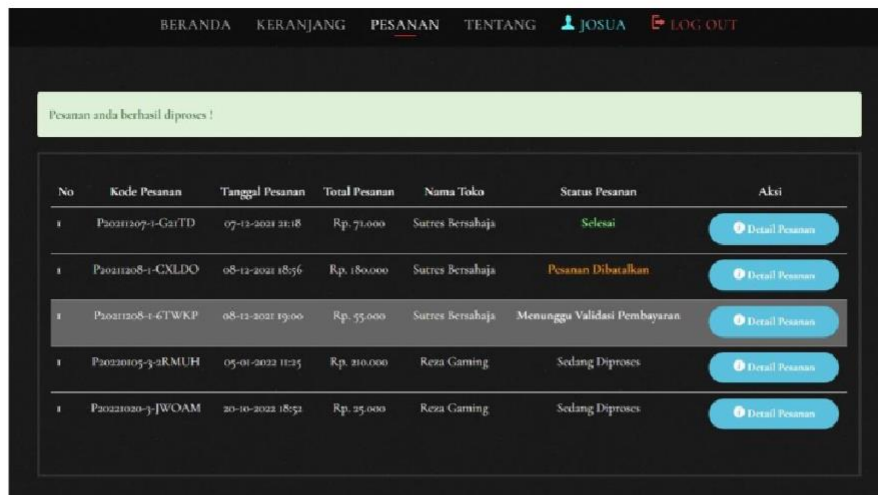 BERANDA KERANJANG PESANAN TENTANG JOSUA LOG OUT
Pesanan anda berhasil diproses !
No Kode Pesanan Tanggal Pesanan Total Pesanan Nama Toko Status Pesanan Aksi
1 P20211207-1-G21TD 07-12-2021 21:18 Rp. 71.000 Sutres Bersahaja Selesai Detail Pesanan
1 P20211208-1-CXLDO 08-12-2021 18:56 Rp. 180.000 Sutres Bersahaja Pesanan Dibatalkan Detail Pesanan
1 P20211208-1-6TWKP 08-12-2021 19:00 Rp. 55.000 Sutres Bersahaja Menunggu Validasi Pembayaran Detail Pesanan
1 P20220105-3-2RMUH 05-01-2022 11:25 Rp. 210.000 Reza Gaming Sedang Diproses Detail Pesanan
1 P20221020-3-JWOAM 20-10-2022 18:52 Rp. 25.000 Reza Gaming Sedang Diproses Detail Pesanan